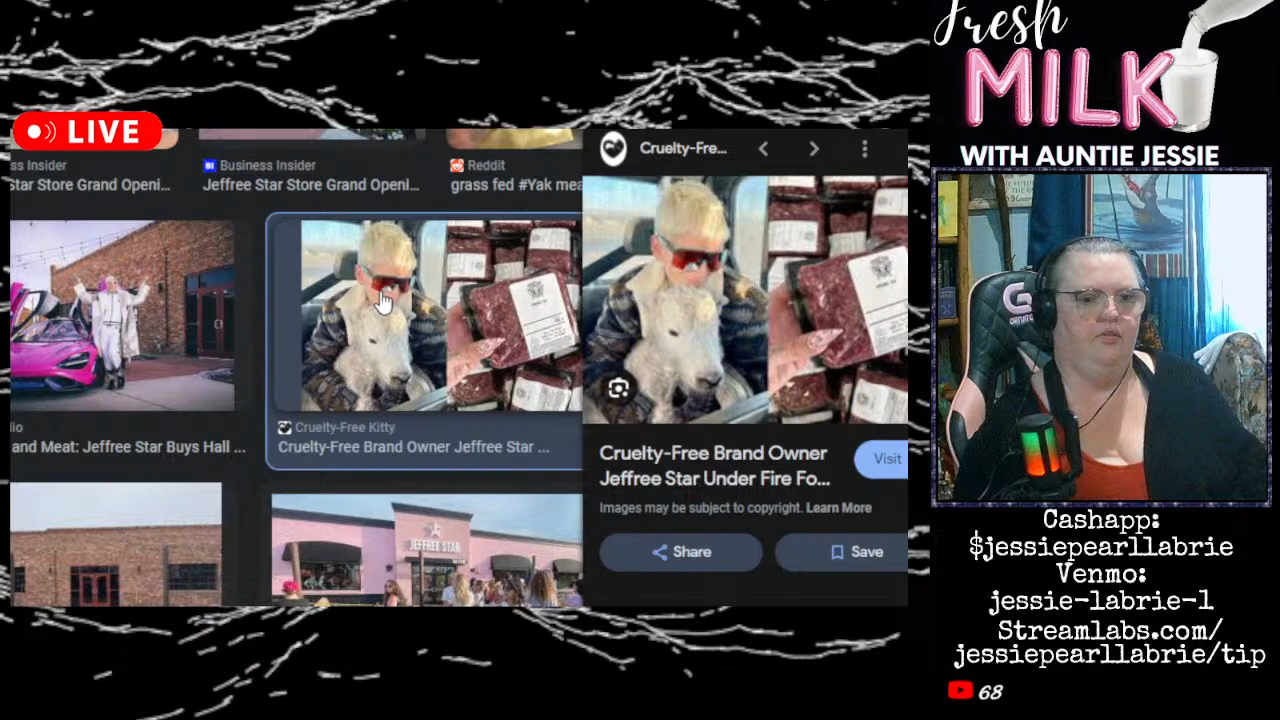 LIVE
ss Insider
Star Store Grand Openi...
Business Insider
Jeffree Star Store Grand Openi...
Reddit
grass fed #Yak mea
Cruelty-Fre...
and Meat: Jeffree Star Buys Hall ...
Cruelty-Free Kitty
Cruelty-Free Brand Owner Jeffree Star ...
JEFFREE STAR
Cruelty-Free Brand Owner
Jeffree Star Under Fire Fo...
Visit
Images may be subject to copyright. Learn More
Share
Save
Fresh
MILK
WITH AUNTIE JESSIE
Cashapp:
$jessiepearllabrie
Venmo:
jessie-labrie-1
Streamlabs.com/
jessiepearllabrie/tip
68